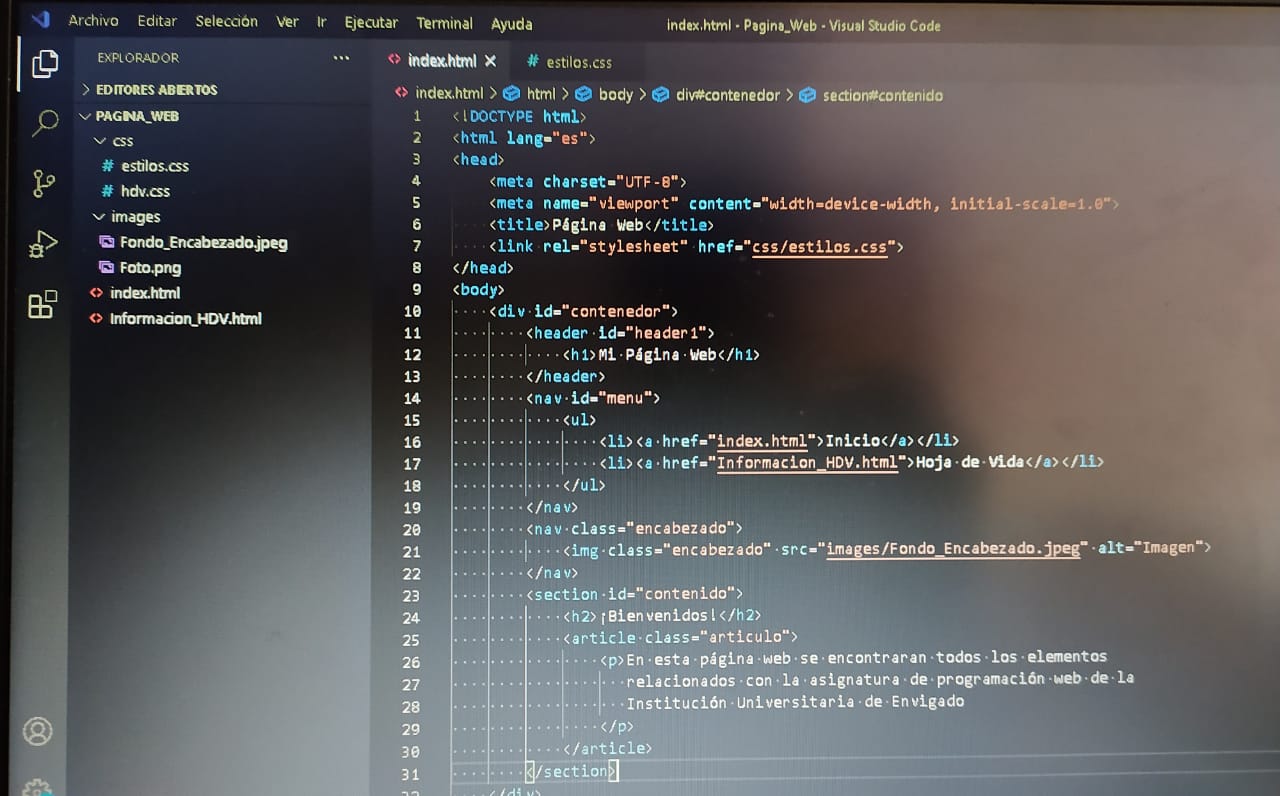 Archivo Editar Selección Ver Ir Ejecutar Terminal Ayuda
index.html - Pagina_Web - Visual Studio Code
EXPLORADOR ...
EDITORES ABIERTOS
PAGINA_WEB
css
# estilos.css
# hdv.css
images
Fondo_Encabezado.jpeg
Foto.png
<> index.html
<> Informacion_HDV.html
<> index.html × # estilos.css
<> index.html > html > body > div#contenedor > section#contenido
1 <!DOCTYPE html>
2 <html lang="es">
3 <head>
4 <meta charset="UTF-8">
5 <meta name="viewport" content="width=device-width, initial-scale=1.0">
6 <title>Página Web</title>
7 <link rel="stylesheet" href="css/estilos.css">
8 </head>
9 <body>
10 <div id="contenedor">
11 <header id="header1">
12 <h1>Mi Página Web</h1>
13 </header>
14 <nav id="menu">
15 <ul>
16 <li><a href="index.html">Inicio</a></li>
17 <li><a href="Informacion_HDV.html">Hoja de Vida</a></li>
18 </ul>
19 </nav>
20 <nav class="encabezado">
21 <img class="encabezado" src="images/Fondo_Encabezado.jpeg" alt="Imagen">
22 </nav>
23 <section id="contenido">
24 <h2>¡Bienvenidos!</h2>
25 <article class="articulo">
26 <p>En esta página web se encontraran todos los elementos
27 relacionados con la asignatura de programación web de la
28 Institución Universitaria de Envigado
29 </p>
30 </article>
31 </section>
32 </div>